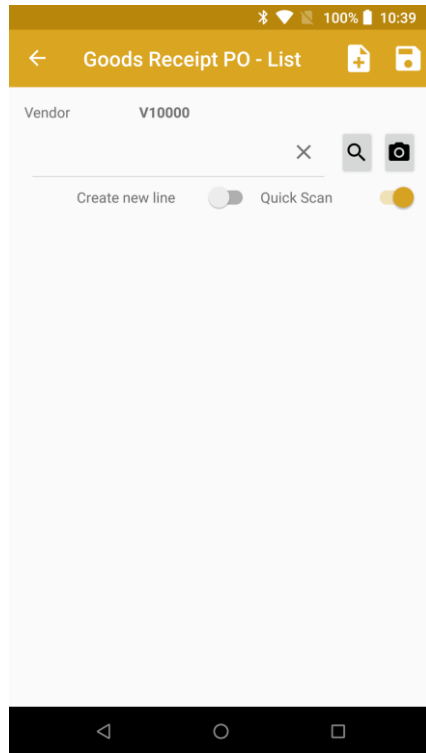 100% 10:39
Goods Receipt PO - List
Vendor V10000
Create new line Quick Scan